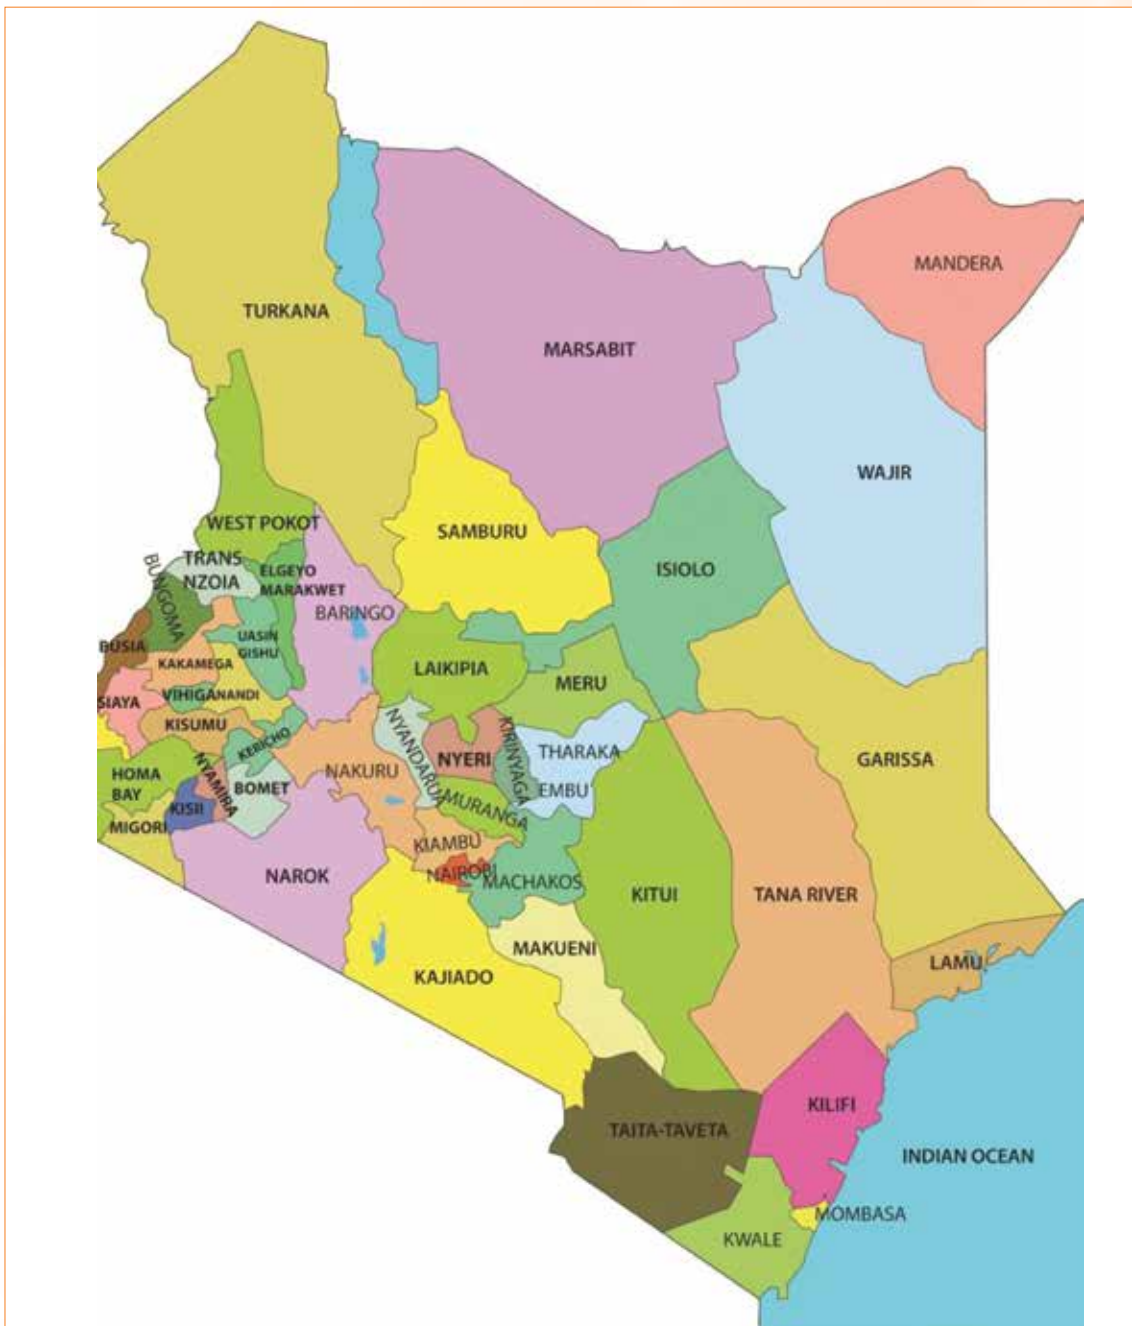 MANDERA
TURKANA
MARSABIT
WAJIR
WEST POKOT
SAMBURU
TRANS
NZOIA
ELGEYO
MARAKWET
ISIOLO
BUNGOMA
BARINGO
BUSIA
UASIN
GISHU
KAKAMEGA
LAIKIPIA
MERU
SIAYA
VIHIGA
NANDI
KISUMU
KERICHO
NYANDARUA
NYERI
KIRINYAGA
THARAKA
GARISSA
HOMA
BAY
NYAMIRA
BOMET
NAKURU
EMBU
KISII
MURANGA
MIGORI
KIAMBU
NAROK
NAIROBI
MACHAKOS
KITUI
TANA RIVER
MAKUENI
LAMU
KAJIADO
KILIFI
TAITA-TAVETA
INDIAN OCEAN
MOMBASA
KWALE